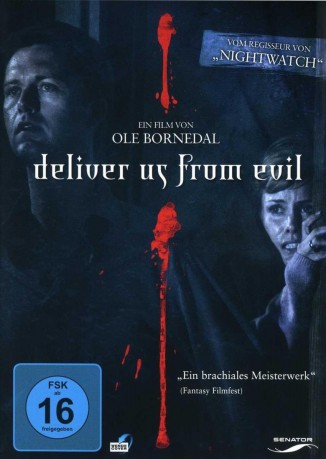 VOM REGISSEUR VON
„NIGHTWATCH”
EIN FILM VON
OLE BORNEDAL
deliver us from evil
„Ein brachiales Meisterwerk“
(Fantasy Filmfest)
FSK
ab
16
freigegeben
SENATOR